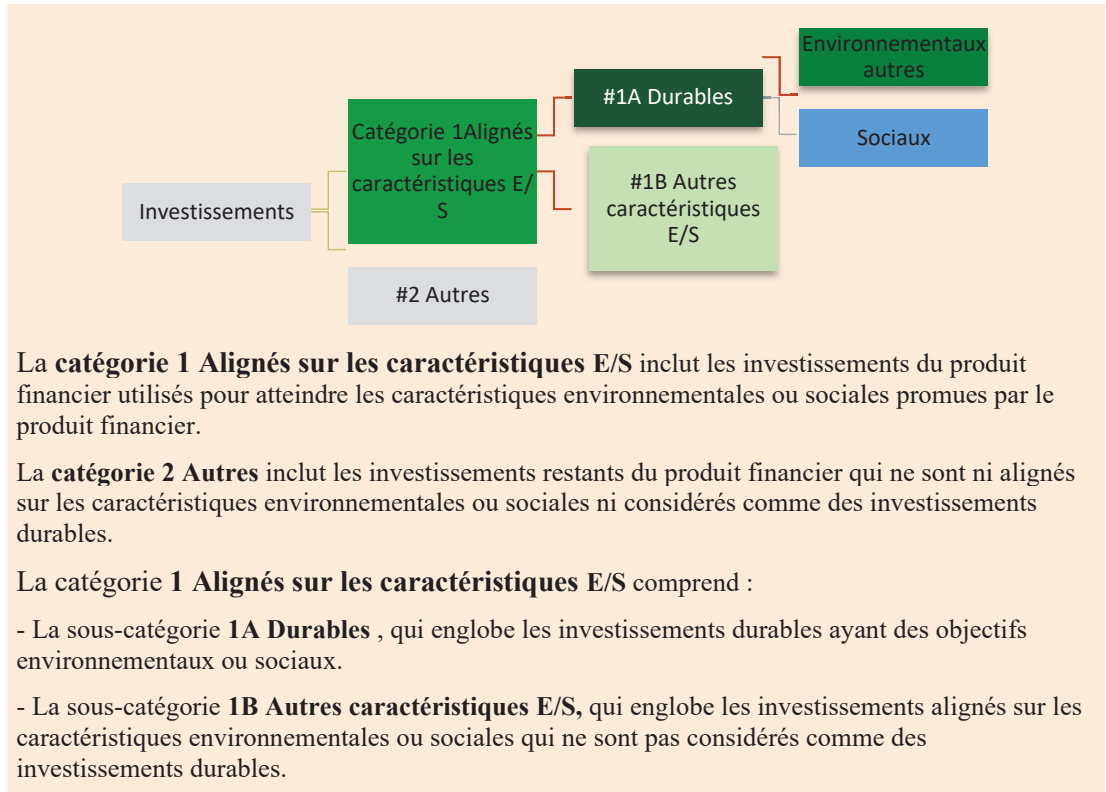 Environnementaux
autres
#1A Durables
Sociaux
Catégorie 1Alignés
sur les
caractéristiques E/
S
#1B Autres
caractéristiques
E/S
Investissements
#2 Autres
La catégorie 1 Alignés sur les caractéristiques E/S inclut les investissements du produit
financier utilisés pour atteindre les caractéristiques environnementales ou sociales promues par le
produit financier.
La catégorie 2 Autres inclut les investissements restants du produit financier qui ne sont ni alignés
sur les caractéristiques environnementales ou sociales ni considérés comme des investissements
durables.
La catégorie 1 Alignés sur les caractéristiques E/S comprend :
- La sous-catégorie 1A Durables , qui englobe les investissements durables ayant des objectifs
environnementaux ou sociaux.
- La sous-catégorie 1B Autres caractéristiques E/S, qui englobe les investissements alignés sur les
caractéristiques environnementales ou sociales qui ne sont pas considérés comme des
investissements durables.